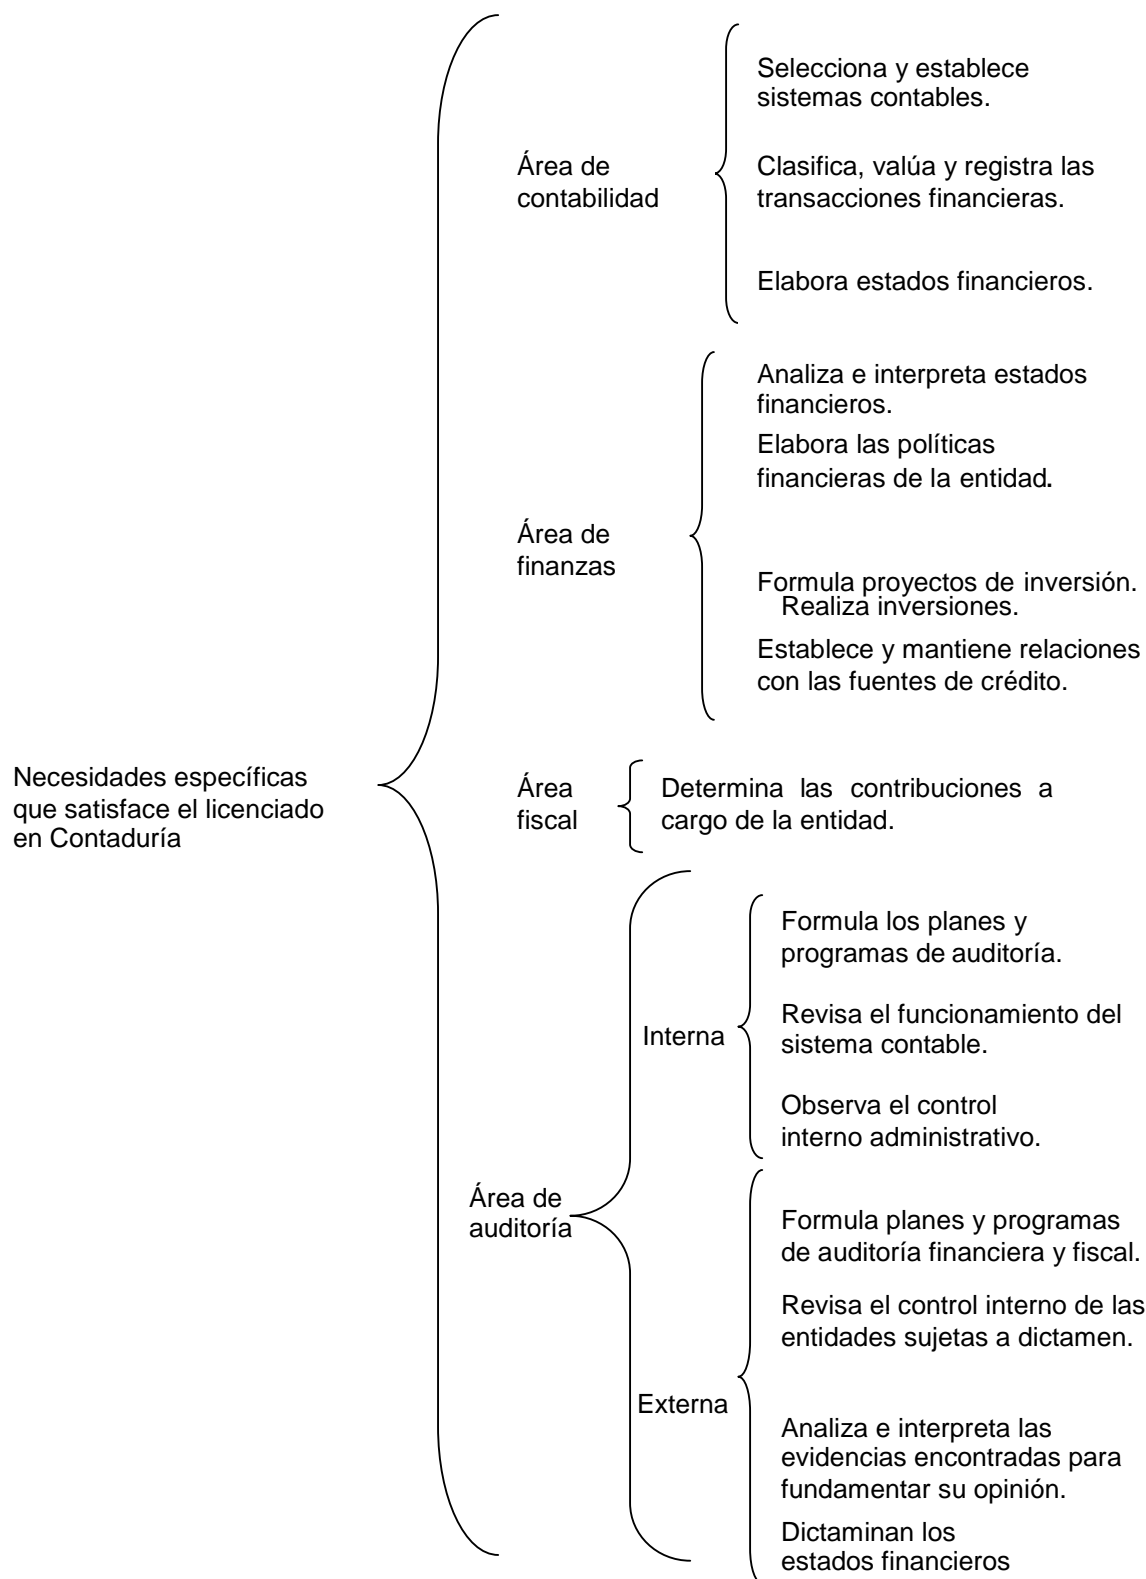 Necesidades específicas
que satisface el licenciado
en Contaduría
Área de
contabilidad
Selecciona y establece
sistemas contables.
Clasifica, valúa y registra las
transacciones financieras.
Elabora estados financieros.
Área de
finanzas
Analiza e interpreta estados
financieros.
Elabora las políticas
financieras de la entidad.
Formula proyectos de inversión.
Realiza inversiones.
Establece y mantiene relaciones
con las fuentes de crédito.
Área
fiscal
Determina las contribuciones a
cargo de la entidad.
Área de
auditoría
Interna
Formula los planes y
programas de auditoría.
Revisa el funcionamiento del
sistema contable.
Observa el control
interno administrativo.
Externa
Formula planes y programas
de auditoría financiera y fiscal.
Revisa el control interno de las
entidades sujetas a dictamen.
Analiza e interpreta las
evidencias encontradas para
fundamentar su opinión.
Dictaminan los
estados financieros